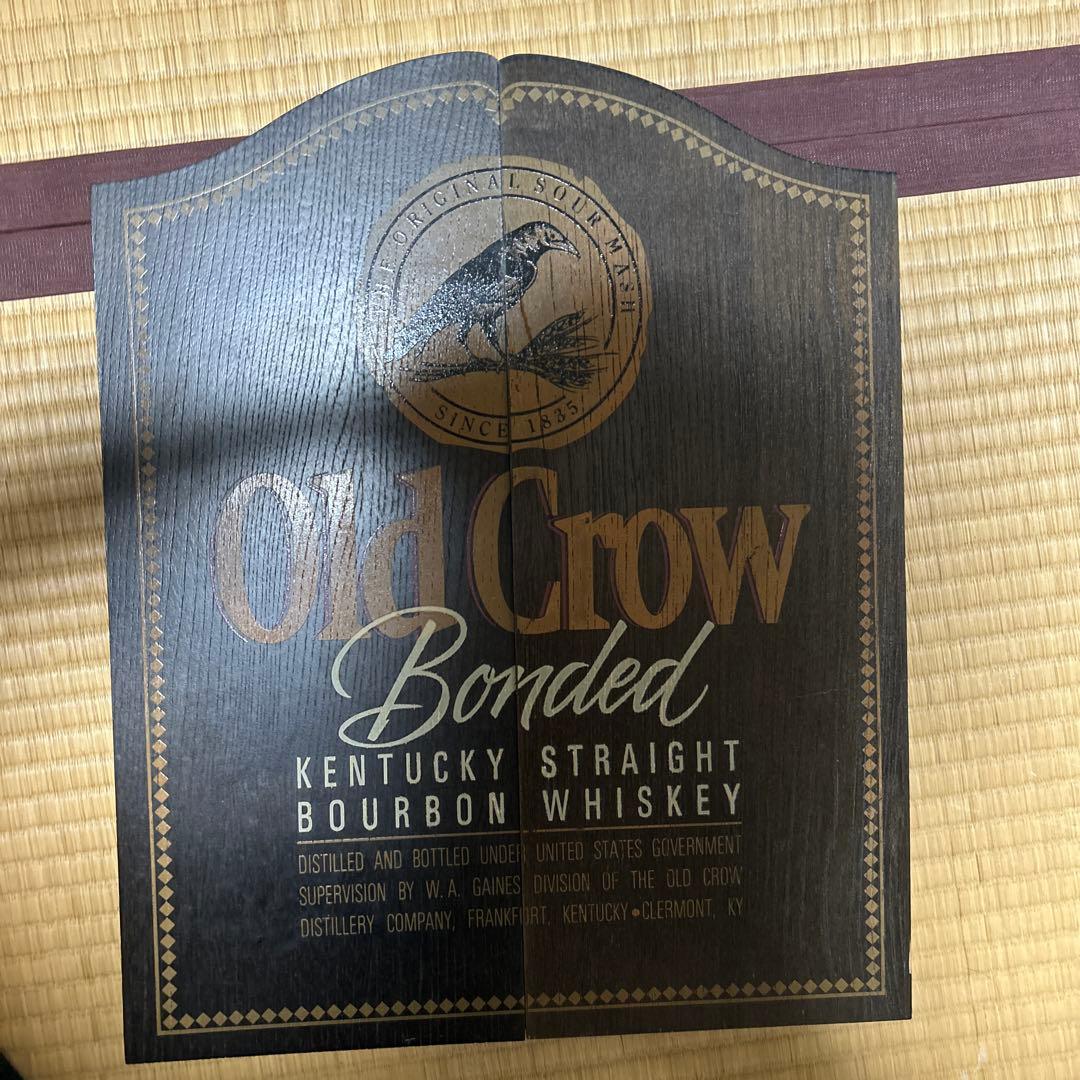 THE ORIGINAL SOUR MASH
SINCE 1835
Old Crow
Bonded
KENTUCKY STRAIGHT
BOURBON WHISKEY
DISTILLED AND BOTTLED UNDER UNITED STATES GOVERNMENT
SUPERVISION BY W. A. GAINES DIVISION OF THE OLD CROW
DISTILLERY COMPANY, FRANKFORT, KENTUCKY • CLERMONT, KY